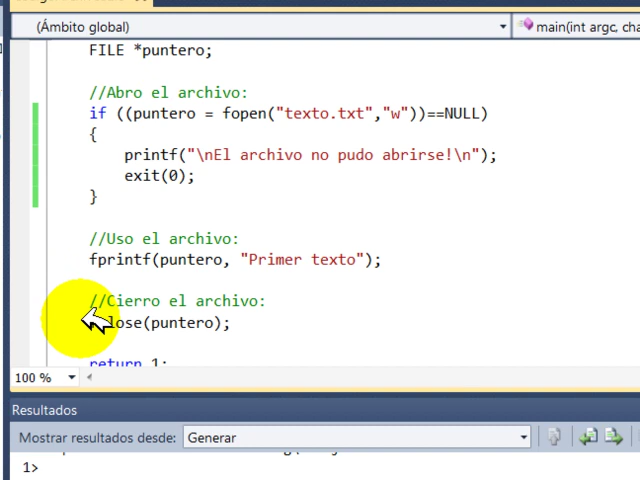 (Ámbito global)
main(int argc, cha
FILE *puntero;
//Abro el archivo:
if ((puntero = fopen("texto.txt","w"))==NULL)
{
printf("\nEl archivo no pudo abrirse!\n");
exit(0);
}
//Uso el archivo:
fprintf(puntero, "Primer texto");
//Cierro el archivo:
lose(puntero);
return 1;
100 %
Resultados
Mostrar resultados desde:
Generar
1>